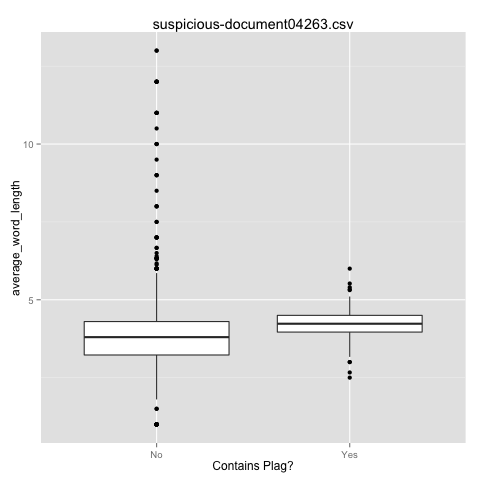 suspicious-document04263.csv
average_word_length
10
5
No
Yes
Contains Plag?